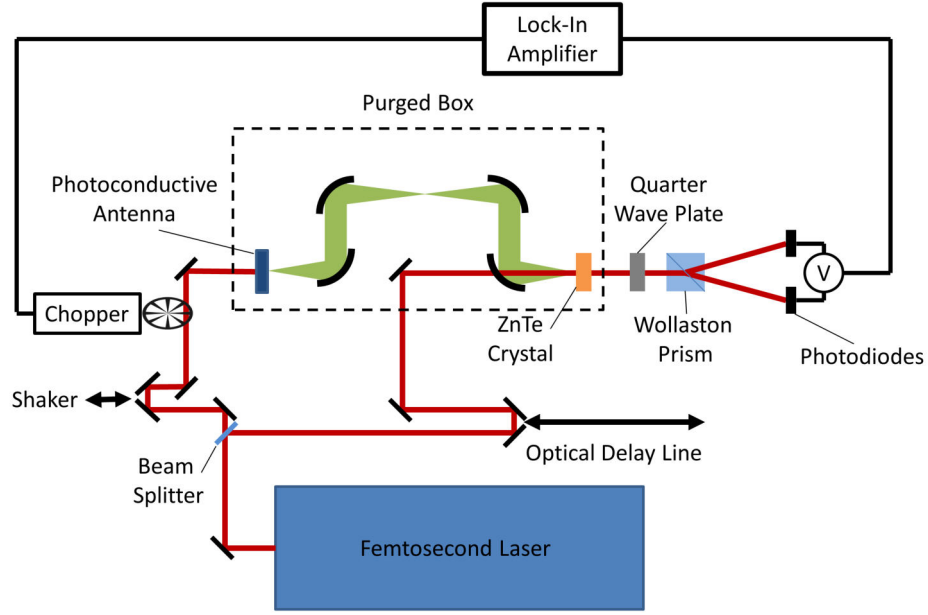 Lock-In
Amplifier
Purged Box
Photoconductive
Antenna
Quarter
Wave Plate
V
Chopper
ZnTe
Crystal
Wollaston
Prism
Photodiodes
Shaker
Optical Delay Line
Beam
Splitter
Femtosecond Laser